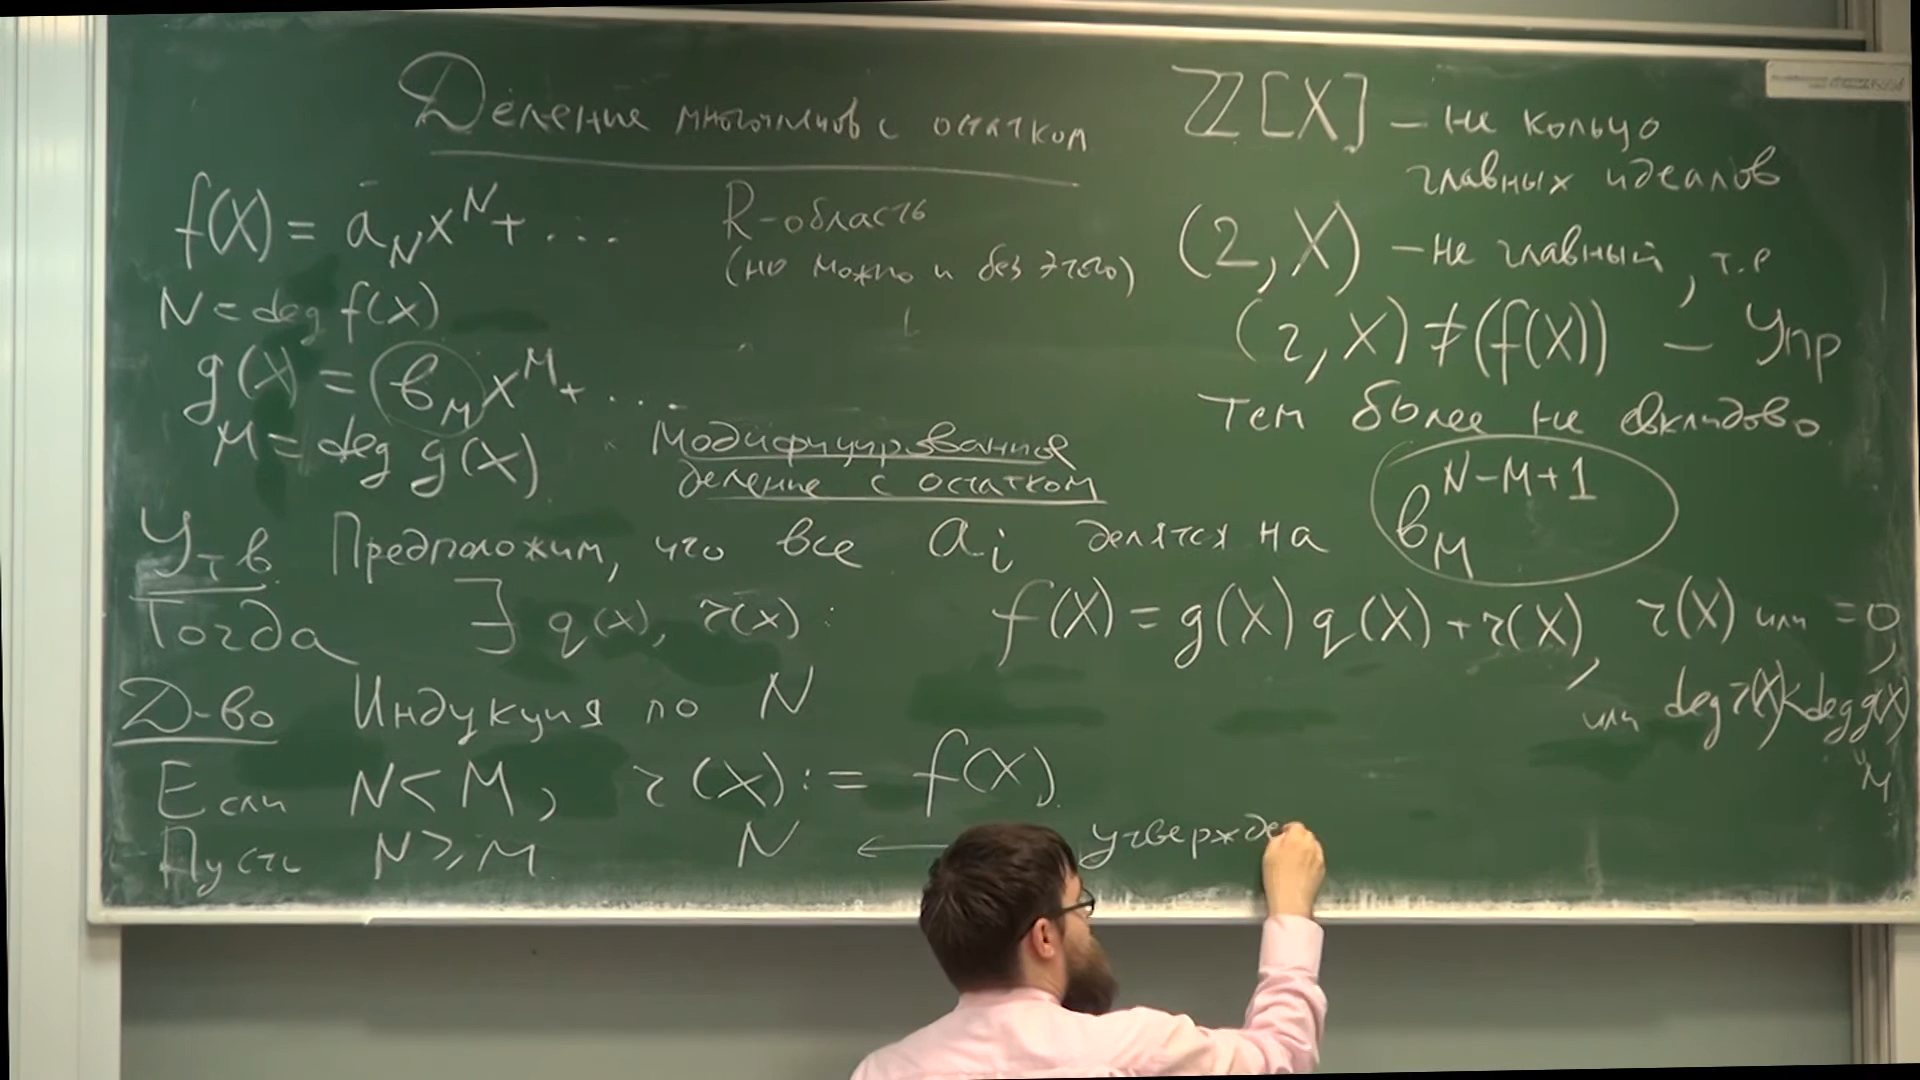 Деление многочленов с остатком
f(X) = a_N x^N + ...
R-область
(но можно и без этого)
N = deg f(X)
g(X) = b_M x^M + ...
M = deg g(X)
Модифицированное
деление с остатком
ℤ[X] – не кольцо
главных идеалов
(2, X) – не главный, т.е
(2, X) ≠ (f(X)) – Упр
Тем более не евклидово
Утв Предположим, что все a_i делятся на b_M^{N-M+1}
Тогда ∃ q(x), r(x): f(X) = g(X) q(X) + r(X), r(X) или = 0,
или deg r(X) < deg g(X)
M
Д-во Индукция по N
Если N < M, r(X) := f(X).
Пусть N ≥ M. N ← утвержде